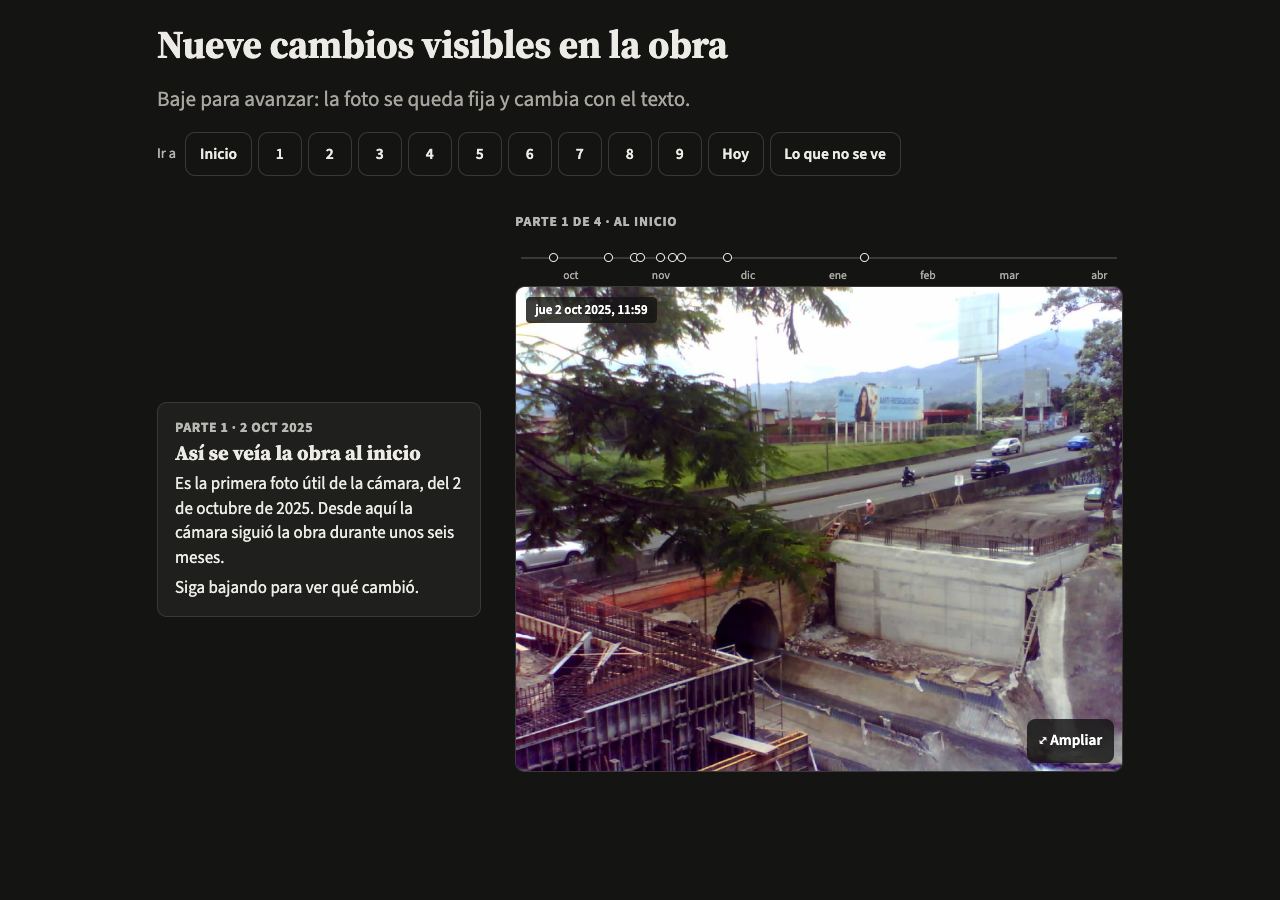 Nueve cambios visibles en la obra
Baje para avanzar: la foto se queda fija y cambia con el texto.
Ir a Inicio 1 2 3 4 5 6 7 8 9 Hoy Lo que no se ve
PARTE 1 DE 4 · AL INICIO
oct nov dic ene feb mar abr
jue 2 oct 2025, 11:59
PARTE 1 · 2 OCT 2025
Así se veía la obra al inicio
Es la primera foto útil de la cámara, del 2
de octubre de 2025. Desde aquí la
cámara siguió la obra durante unos seis
meses.
Siga bajando para ver qué cambió.
⤢ Ampliar